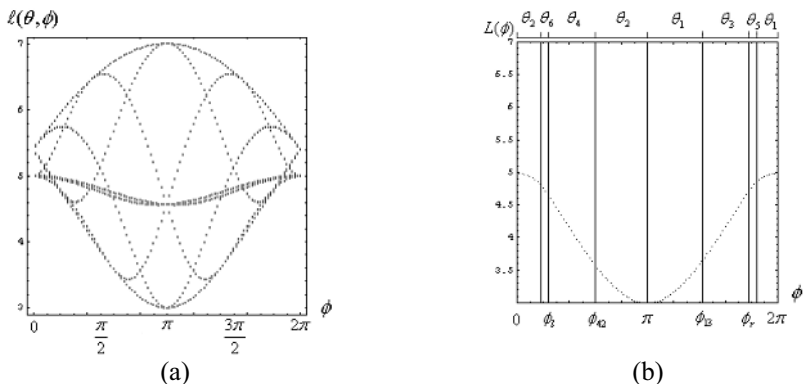 ℓ(θ,φ)
7
6
5
4
3
0 π/2 π 3π/2 2π
φ
(a)
θ₂ θ₆ θ₄ θ₂ θ₁ θ₃ θ₅ θ₁
L(φ)
7
6.5
6
5.5
5
4.5
4
3.5
φ
0 φ₄₂ π φ₁₃ φᵣ 2π
(b)